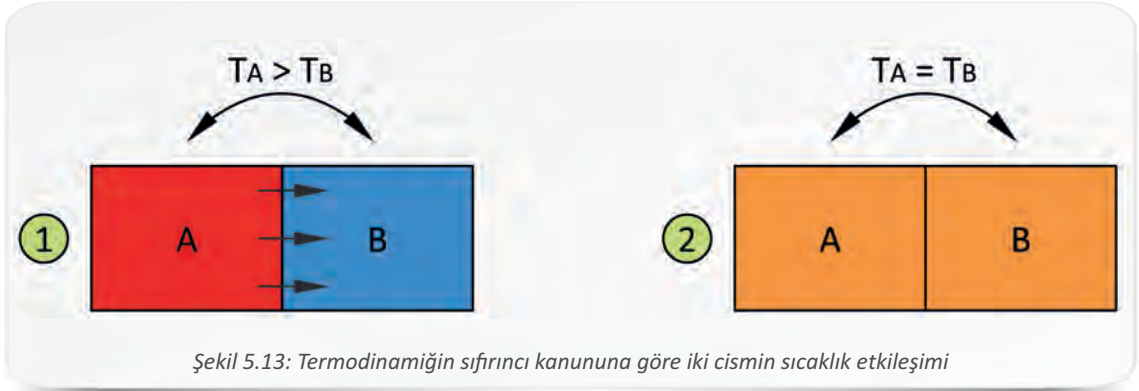 TA > TB
TA = TB
1
A
B
2
A
B
Şekil 5.13: Termodinamiğin sıfırıncı kanununa göre iki cismin sıcaklık etkileşimi